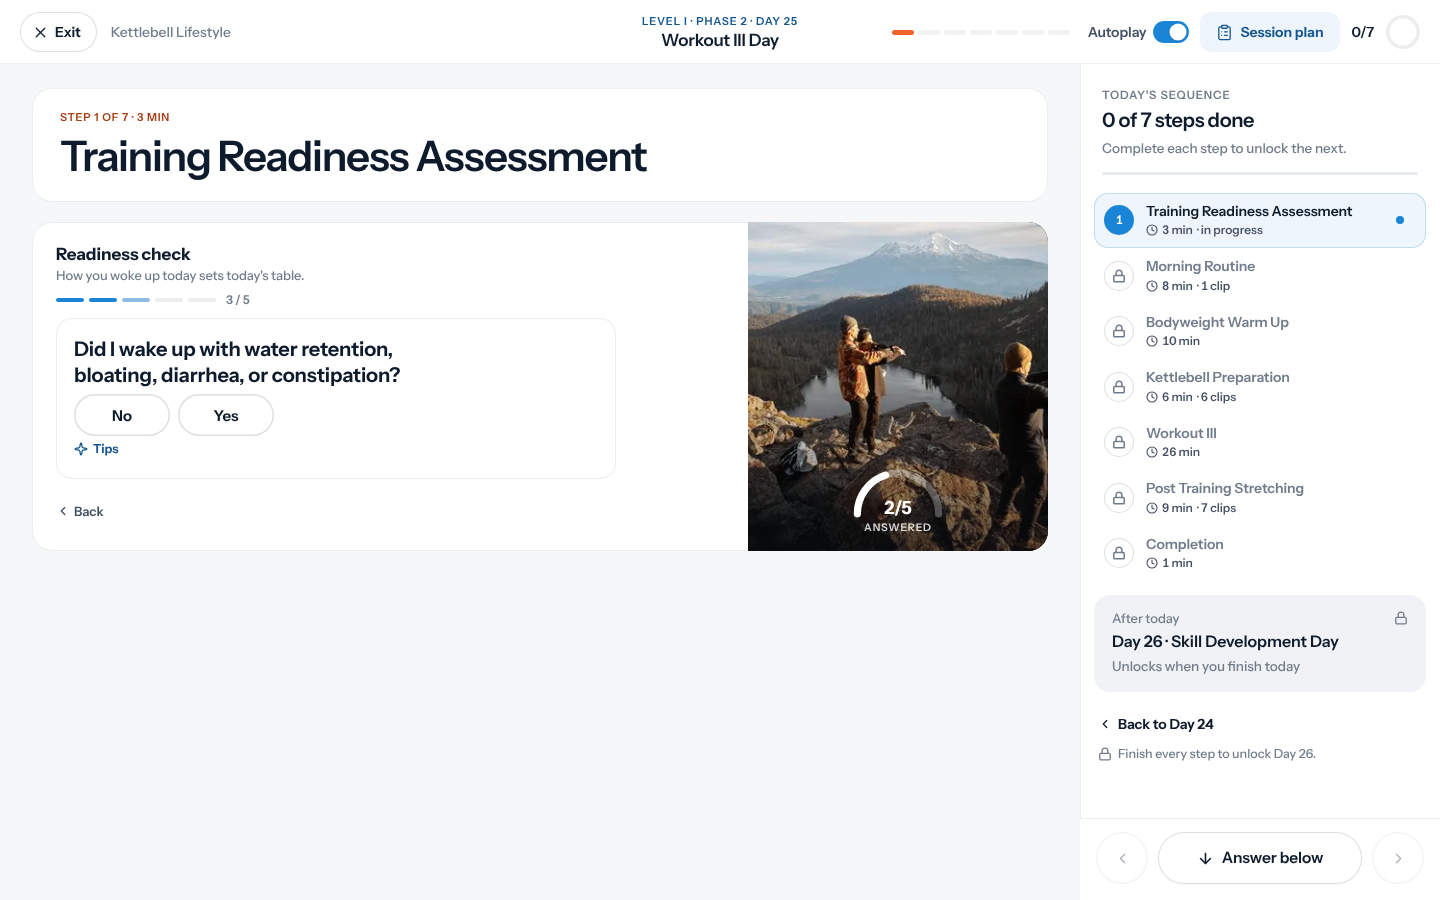 Exit
Kettlebell Lifestyle
LEVEL I · PHASE 2 · DAY 25
Workout III Day
Autoplay
Session plan
0/7
STEP 1 OF 7 · 3 MIN
Training Readiness Assessment
Readiness check
How you woke up today sets today's table.
3 / 5
Did I wake up with water retention,
bloating, diarrhea, or constipation?
No
Yes
Tips
Back
2/5
ANSWERED
TODAY'S SEQUENCE
0 of 7 steps done
Complete each step to unlock the next.
1
Training Readiness Assessment
3 min · in progress
Morning Routine
8 min · 1 clip
Bodyweight Warm Up
10 min
Kettlebell Preparation
6 min · 6 clips
Workout III
26 min
Post Training Stretching
9 min · 7 clips
Completion
1 min
After today
Day 26 · Skill Development Day
Unlocks when you finish today
Back to Day 24
Finish every step to unlock Day 26.
Answer below